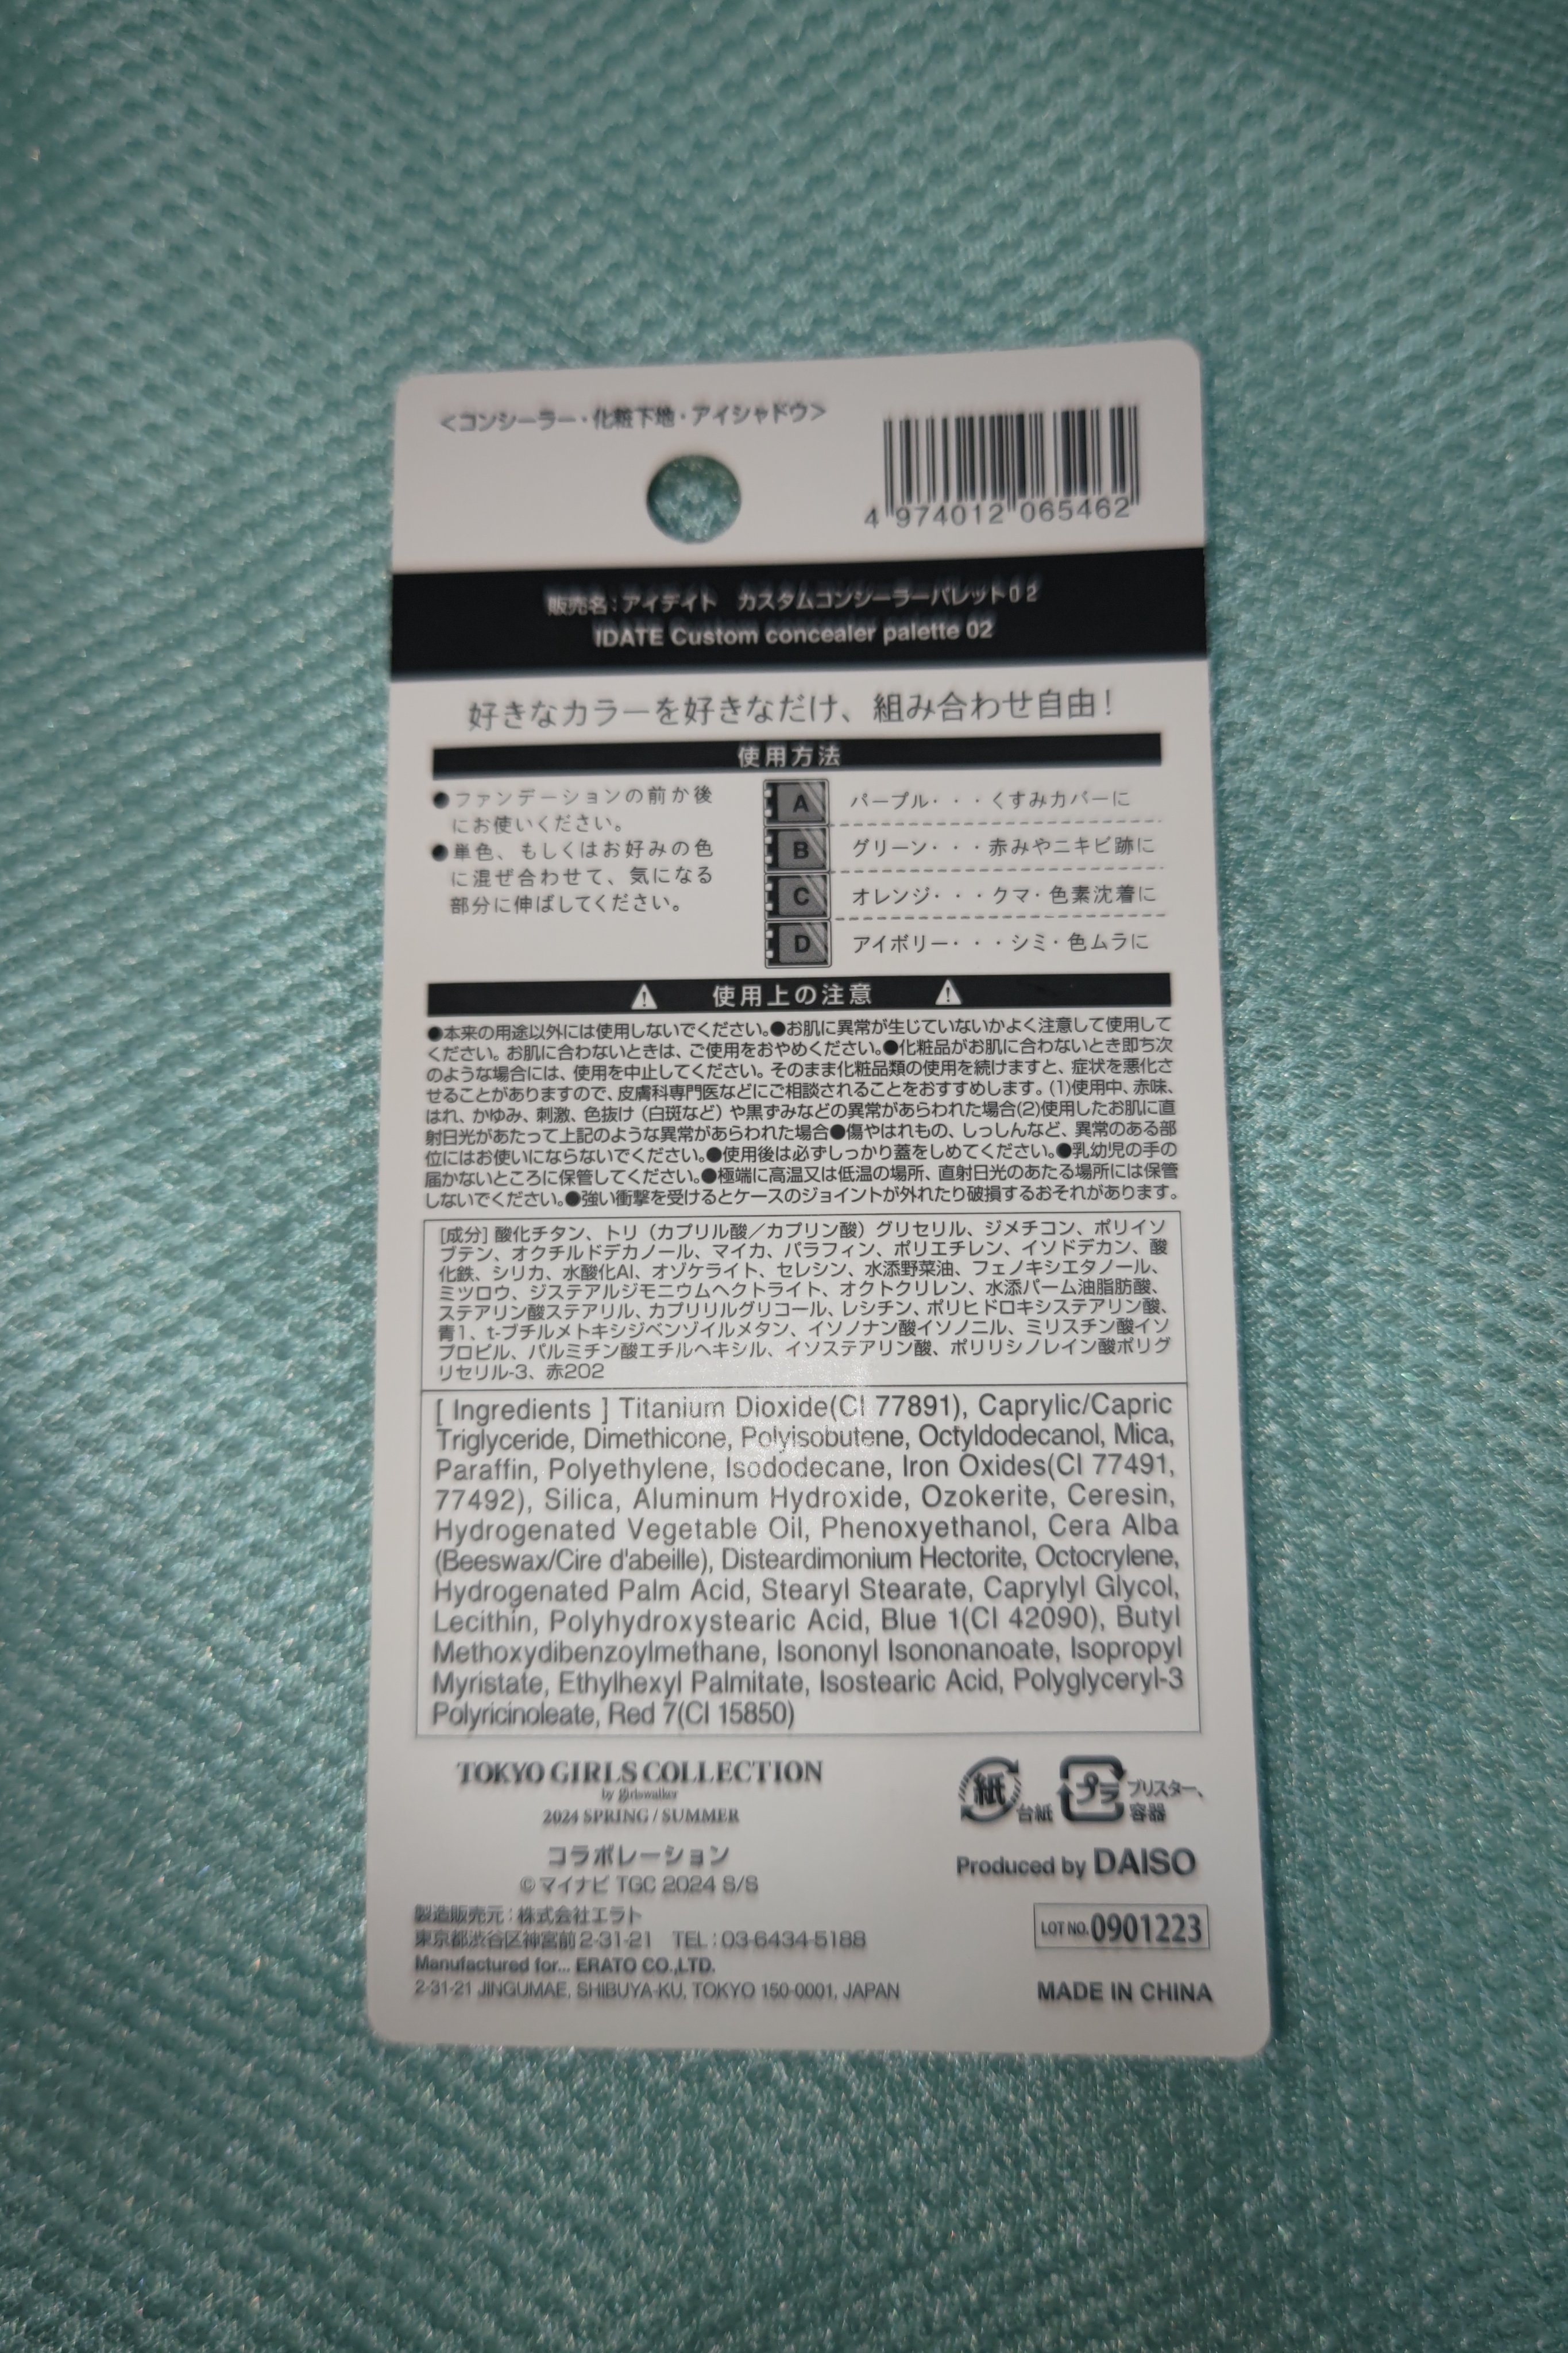 <コンシーラー・化粧下地・アイシャドウ>
4 974012 065462
販売名:アイデイト　カスタムコンシーラーパレット02
IDATE Custom concealer palette 02
好きなカラーを好きなだけ、組み合わせ自由!
使用方法
●ファンデーションの前か後
にお使いください。
●単色、もしくはお好みの色
に混ぜ合わせて、気になる
部分に伸ばしてください。
A パープル・・・くすみカバーに
B グリーン・・・赤みやニキビ跡に
C オレンジ・・・クマ・色素沈着に
D アイボリー・・・シミ・色ムラに
使用上の注意
●本来の用途以外には使用しないでください。●お肌に異常が生じていないかよく注意して使用して
ください。お肌に合わないときは、ご使用をおやめください。●化粧品がお肌に合わないとき即ち次
のような場合には、使用を中止してください。そのまま化粧品類の使用を続けますと、症状を悪化さ
せることがありますので、皮膚科専門医などにご相談されることをおすすめします。(1)使用中、赤味、
はれ、かゆみ、刺激、色抜け(白斑など)や黒ずみなどの異常があらわれた場合(2)使用したお肌に直
射日光があたって上記のような異常があらわれた場合●傷やはれもの、しっしんなど、異常のある部
位にはお使いにならないでください。●使用後は必ずしっかり蓋をしめてください。●乳幼児の手の
届かないところに保管してください。●極端に高温又は低温の場所、直射日光のあたる場所には保管
しないでください。●強い衝撃を受けるとケースのジョイントが外れたり破損するおそれがあります。
[成分] 酸化チタン、トリ(カプリル酸/カプリン酸)グリセリル、ジメチコン、ポリイソ
ブテン、オクチルドデカノール、マイカ、パラフィン、ポリエチレン、イソドデカン、酸
化鉄、シリカ、水酸化Al、オゾケライト、セレシン、水添野菜油、フェノキシエタノール、
ミツロウ、ジステアルジモニウムヘクトライト、オクトクリレン、水添パーム油脂肪酸、
ステアリン酸ステアリル、カプリリルグリコール、レシチン、ポリヒドロキシステアリン酸、
青1、t-ブチルメトキシジベンゾイルメタン、イソノナン酸イソノニル、ミリスチン酸イソ
プロピル、パルミチン酸エチルヘキシル、イソステアリン酸、ポリリシノレイン酸ポリグ
リセリル-3、赤202
[ Ingredients ] Titanium Dioxide(CI 77891), Caprylic/Capric
Triglyceride, Dimethicone, Polyisobutene, Octyldodecanol, Mica,
Paraffin, Polyethylene, Isododecane, Iron Oxides(CI 77491,
77492), Silica, Aluminum Hydroxide, Ozokerite, Ceresin,
Hydrogenated Vegetable Oil, Phenoxyethanol, Cera Alba
(Beeswax/Cire d'abeille), Disteardimonium Hectorite, Octocrylene,
Hydrogenated Palm Acid, Stearyl Stearate, Caprylyl Glycol,
Lecithin, Polyhydroxystearic Acid, Blue 1(CI 42090), Butyl
Methoxydibenzoylmethane, Isononyl Isononanoate, Isopropyl
Myristate, Ethylhexyl Palmitate, Isostearic Acid, Polyglyceryl-3
Polyricinoleate, Red 7(CI 15850)
TOKYO GIRLS COLLECTION
by girlswalker
2024 SPRING / SUMMER
コラボレーション
©マイナビ TGC 2024 S/S
紙 台紙
プラ ブリスター、
容器
Produced by DAISO
製造販売元:株式会社エラト
東京都渋谷区神宮前2-31-21　TEL:03-6434-5188
Manufactured for... ERATO CO.,LTD.
2-31-21 JINGUMAE, SHIBUYA-KU, TOKYO 150-0001, JAPAN
LOT NO. 0901223
MADE IN CHINA